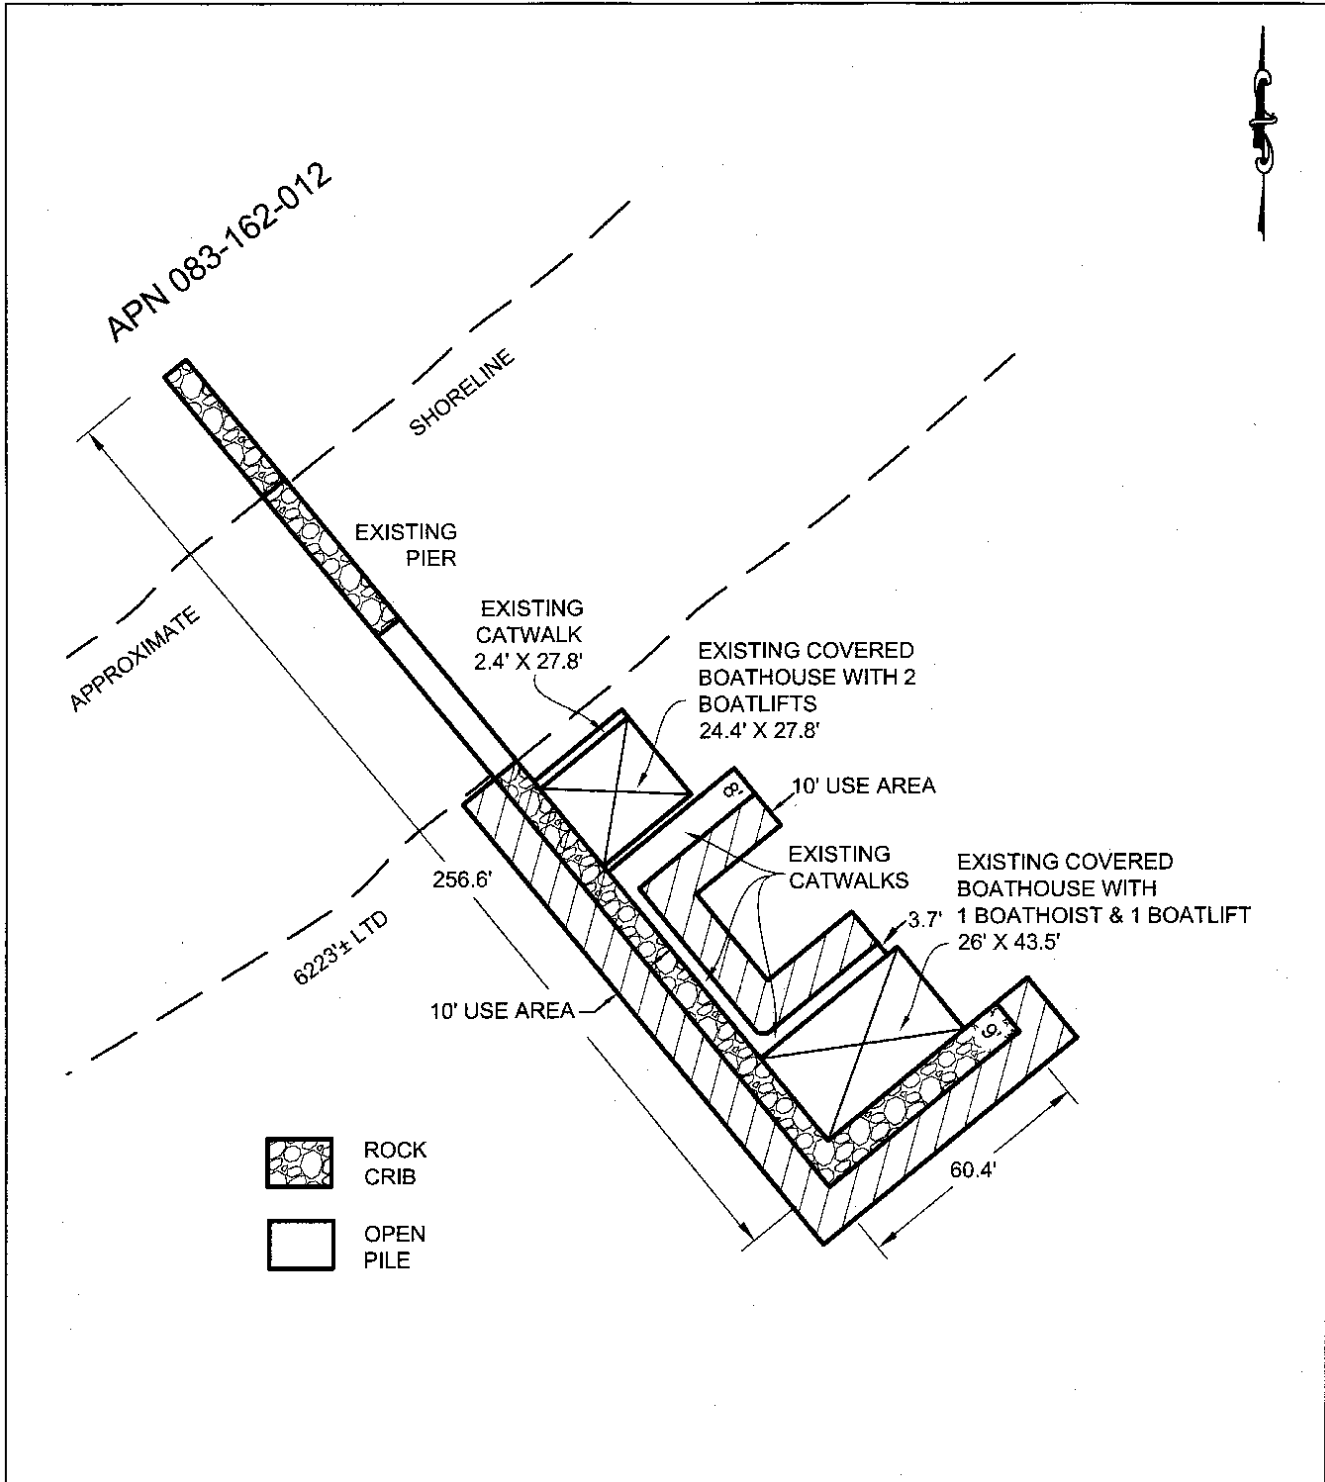 APN 083-162-012
SHORELINE
APPROXIMATE
EXISTING
PIER
EXISTING
CATWALK
2.4' X 27.8'
EXISTING COVERED
BOATHOUSE WITH 2
BOATLIFTS
24.4' X 27.8'
8'
10' USE AREA
EXISTING
CATWALKS
EXISTING COVERED
BOATHOUSE WITH
1 BOATHOIST & 1 BOATLIFT
26' X 43.5'
3.7'
256.6'
6223'± LTD
10' USE AREA
9'
60.4'
ROCK
CRIB
OPEN
PILE